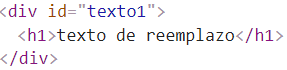 <div id="texto1">
<h1>texto de reemplazo</h1>
</div>